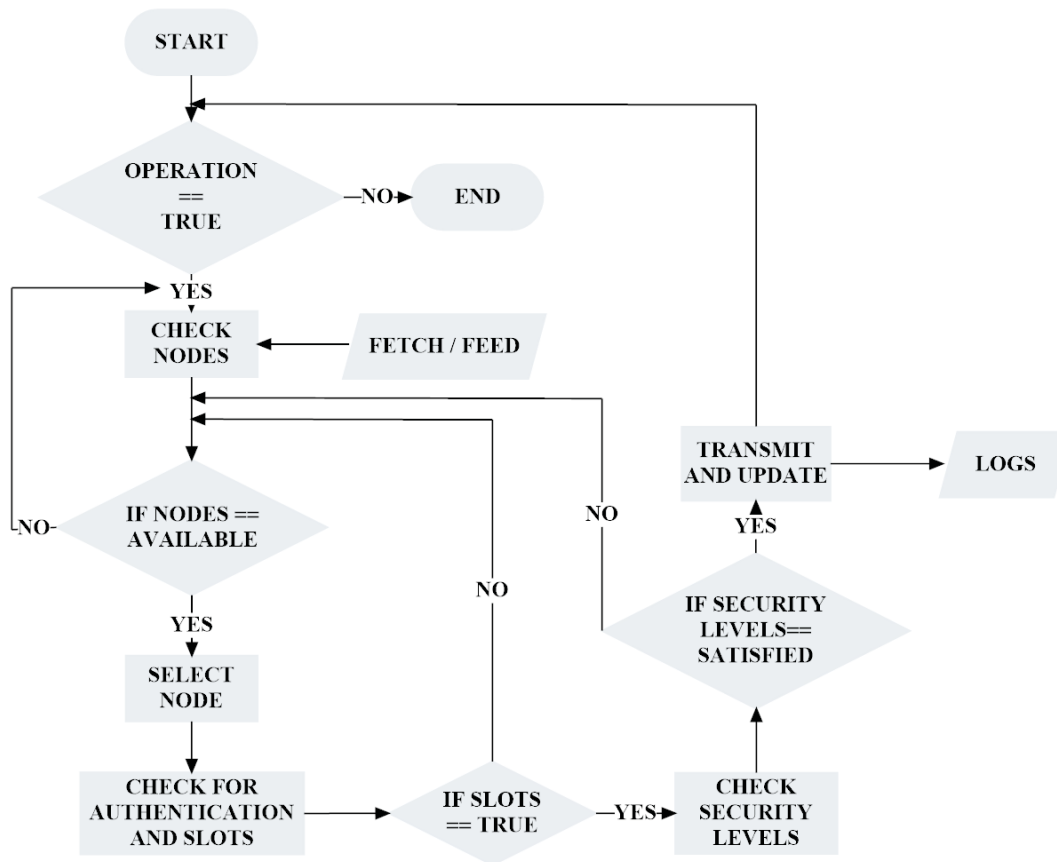 START
OPERATION
==
TRUE
NO
END
YES
CHECK
NODES
FETCH / FEED
TRANSMIT
AND UPDATE
LOGS
NO
IF NODES ==
AVAILABLE
NO
YES
NO
IF SECURITY
LEVELS==
SATISFIED
YES
SELECT
NODE
CHECK FOR
AUTHENTICATION
AND SLOTS
IF SLOTS
== TRUE
YES
CHECK
SECURITY
LEVELS